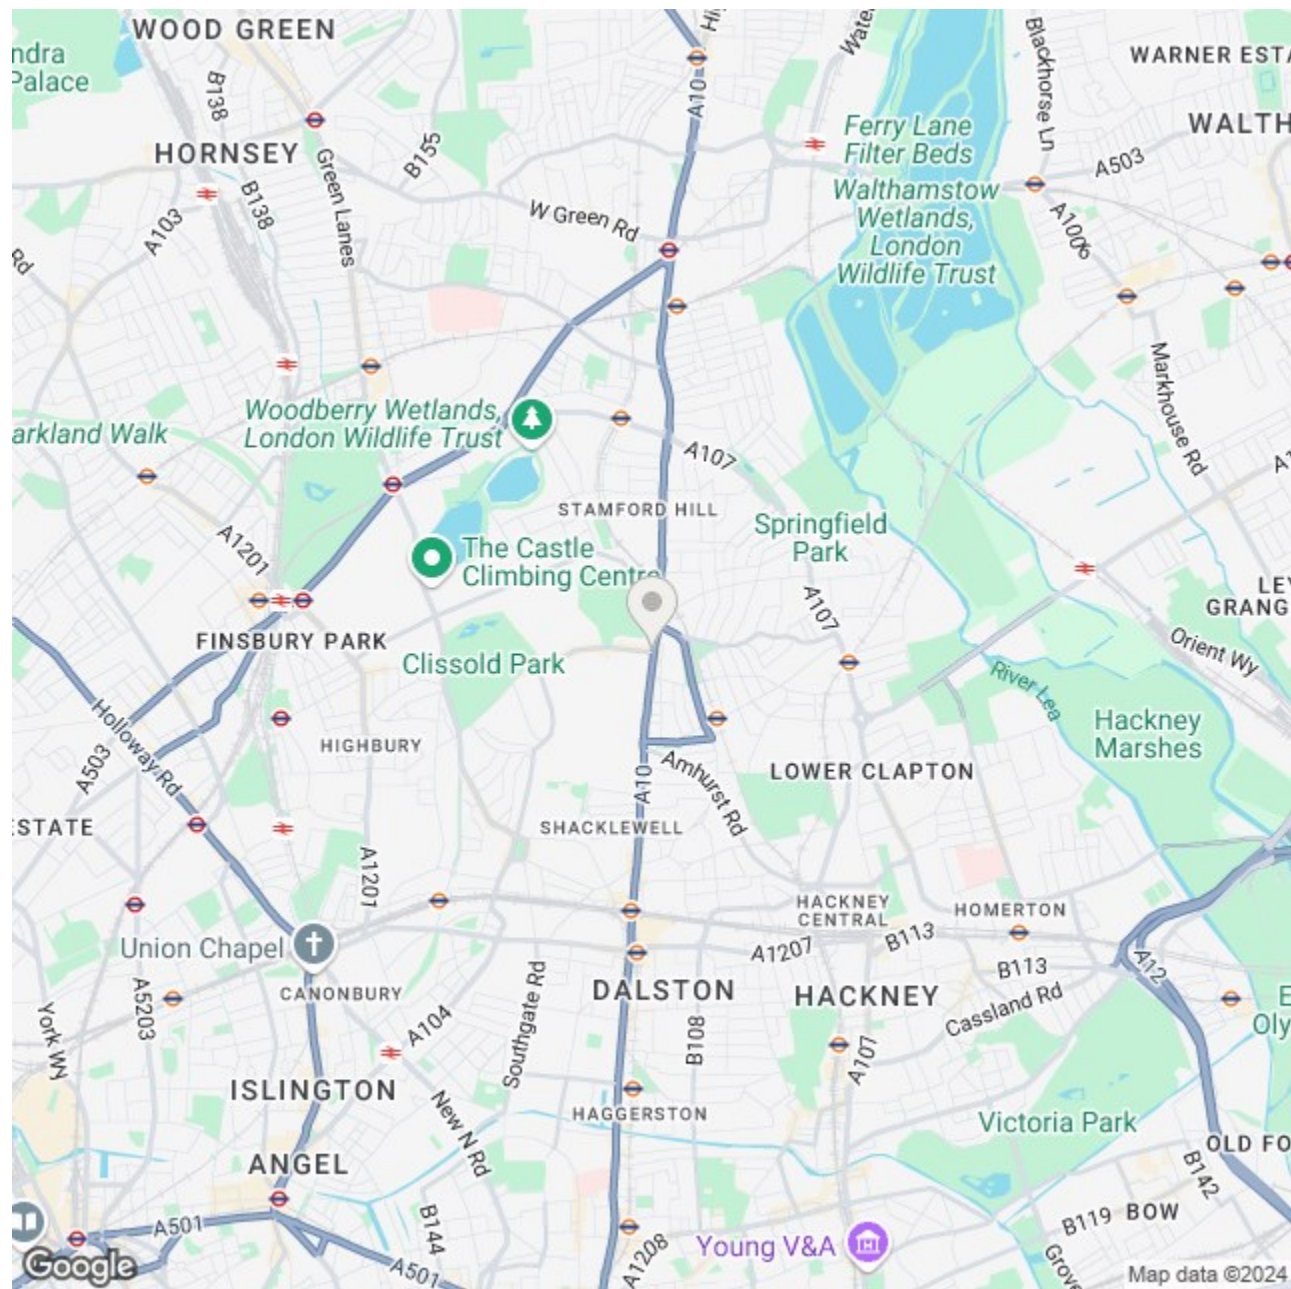 WOOD GREEN
ndra
Palace
B138
Green Lanes
HORNSEY
B155
B138
A103
Rd
W Green Rd
A10
Ferry Lane
Filter Beds
Walthamstow
Wetlands,
London
Wildlife Trust
Blackhorse Ln
WARNER ESTA
WALTH
A503
A1006
Markhouse Rd
Woodberry Wetlands,
London Wildlife Trust
arkland Walk
A107
STAMFORD HILL
Springfield
Park
The Castle
Climbing Centre
A1201
A107
FINSBURY PARK
Clissold Park
LEY
GRANG
Orient Wy
River Lea
Hackney
Marshes
Holloway Rd
A503
HIGHBURY
A10
Amhurst Rd
LOWER CLAPTON
ESTATE
SHACKLEWELL
A1201
HACKNEY
CENTRAL
HOMERTON
Union Chapel
A1207
B113
B113
A12
CANONBURY
A5203
York Wy
A104
Southgate Rd
DALSTON
HACKNEY
Cassland Rd
B108
A107
E
Oly
ISLINGTON
New N Rd
HAGGERSTON
Victoria Park
OLD FO
ANGEL
B142
A501
B144
A501
A1208
Young V&A
B119
BOW
Grove
Google
Map data ©2024